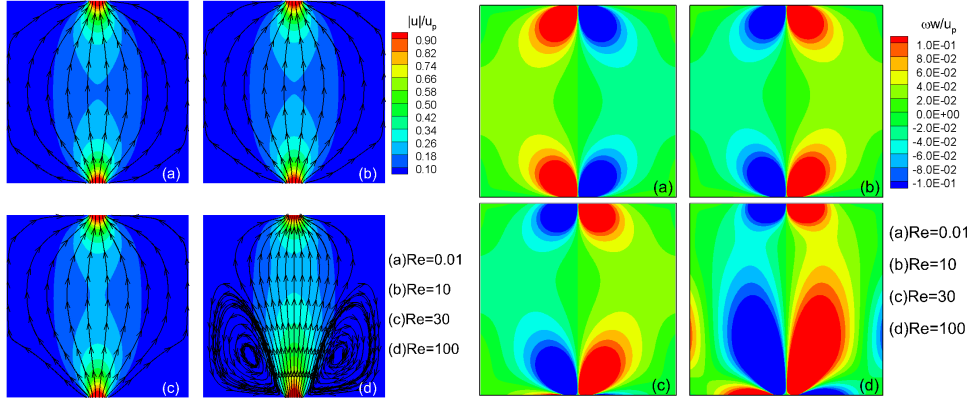 |u|/u_p
0.90
0.82
0.74
0.66
0.58
0.50
0.42
0.34
0.26
0.18
0.10
(a)
(b)
(c)
(d)
(a)Re=0.01
(b)Re=10
(c)Re=30
(d)Re=100
ωw/u_p
1.0E-01
8.0E-02
6.0E-02
4.0E-02
2.0E-02
0.0E+00
-2.0E-02
-4.0E-02
-6.0E-02
-8.0E-02
-1.0E-01
(a)
(b)
(c)
(d)
(a)Re=0.01
(b)Re=10
(c)Re=30
(d)Re=100